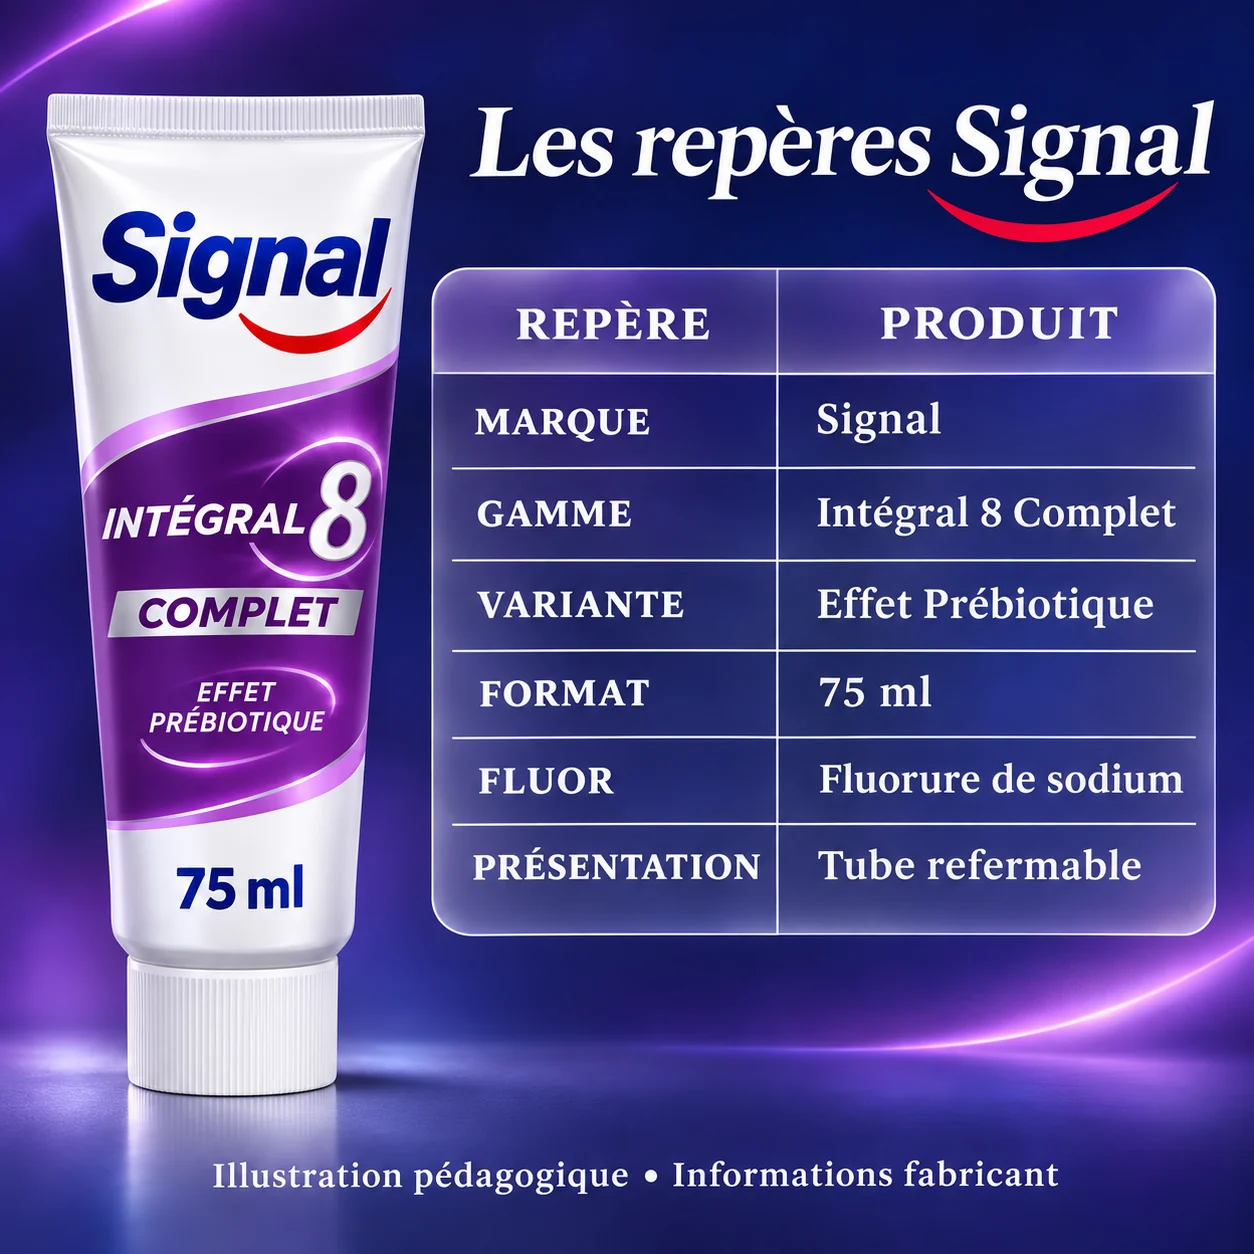 Signal
INTÉGRAL 8
COMPLET
EFFET
PRÉBIOTIQUE
75 ml
Les repères Signal
REPÈRE PRODUIT
MARQUE Signal
GAMME Intégral 8 Complet
VARIANTE Effet Prébiotique
FORMAT 75 ml
FLUOR Fluorure de sodium
PRÉSENTATION Tube refermable
Illustration pédagogique • Informations fabricant